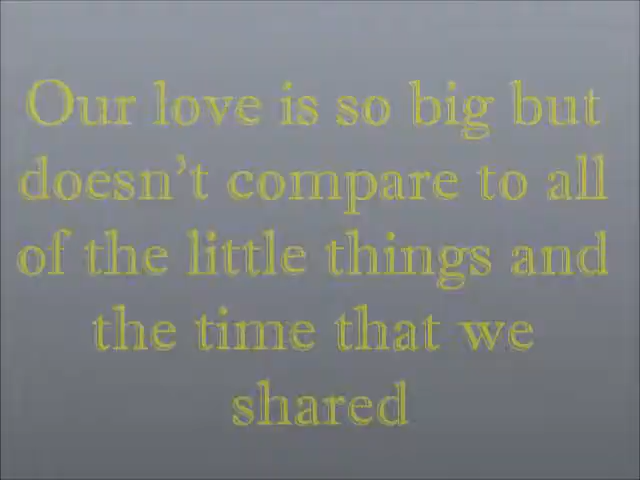 Our love is so big but
doesn’t compare to all
of the little things and
the time that we
shared